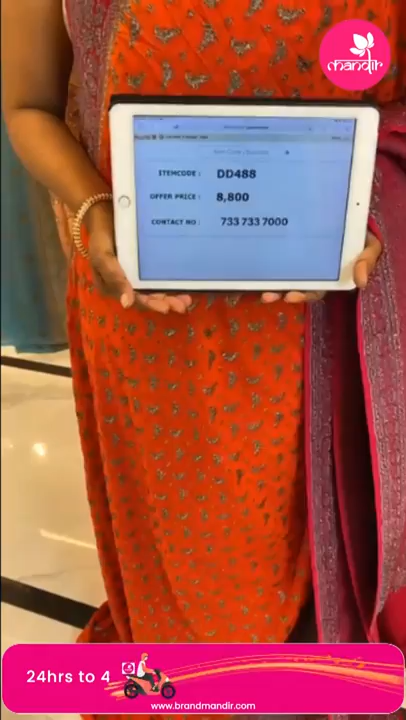 mandir
ITEMCODE : DD488
OFFER PRICE : 8,800
CONTACT NO : 733 733 7000
24hrs to 4
www.brandmandir.com